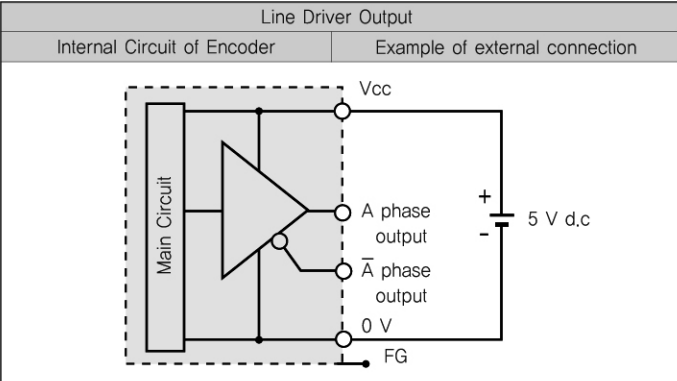 Line Driver Output
Internal Circuit of Encoder
Example of external connection
Vcc
Main Circuit
A phase
output
+
5 V d.c
-
A̅ phase
output
0 V
FG